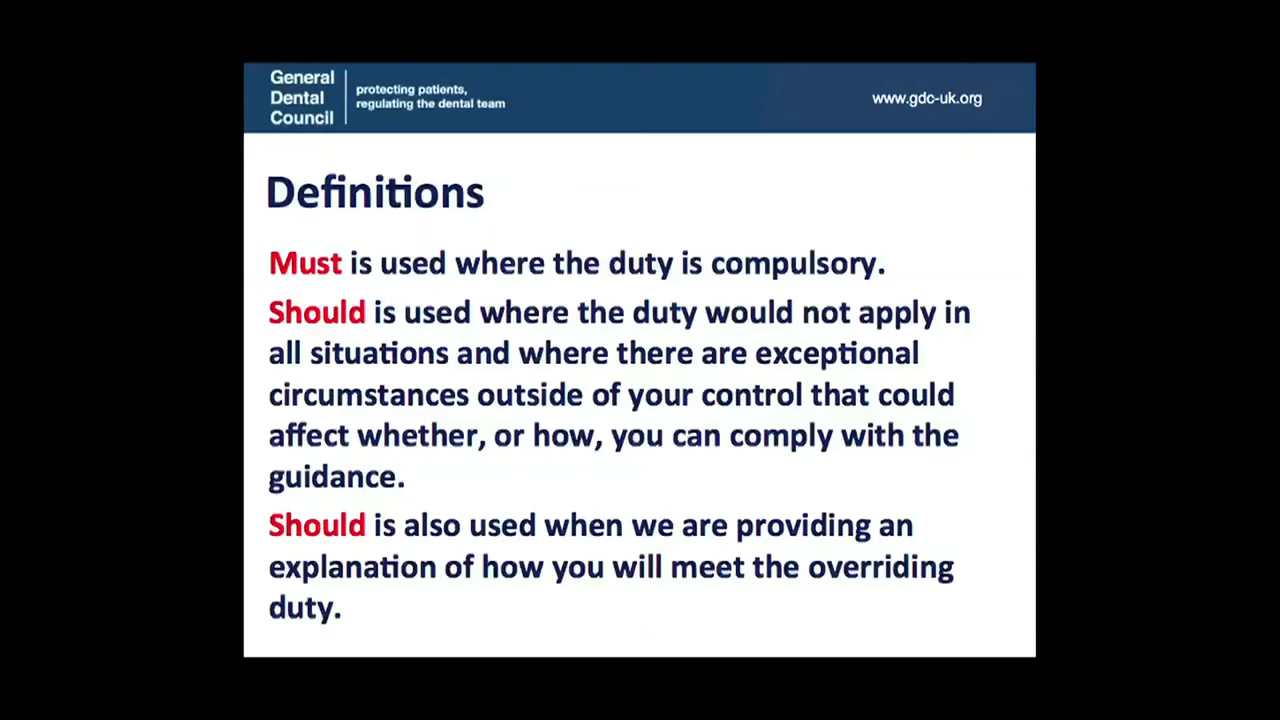 General
Dental
Council
protecting patients,
regulating the dental team
www.gdc-uk.org
Definitions
Must is used where the duty is compulsory.
Should is used where the duty would not apply in
all situations and where there are exceptional
circumstances outside of your control that could
affect whether, or how, you can comply with the
guidance.
Should is also used when we are providing an
explanation of how you will meet the overriding
duty.